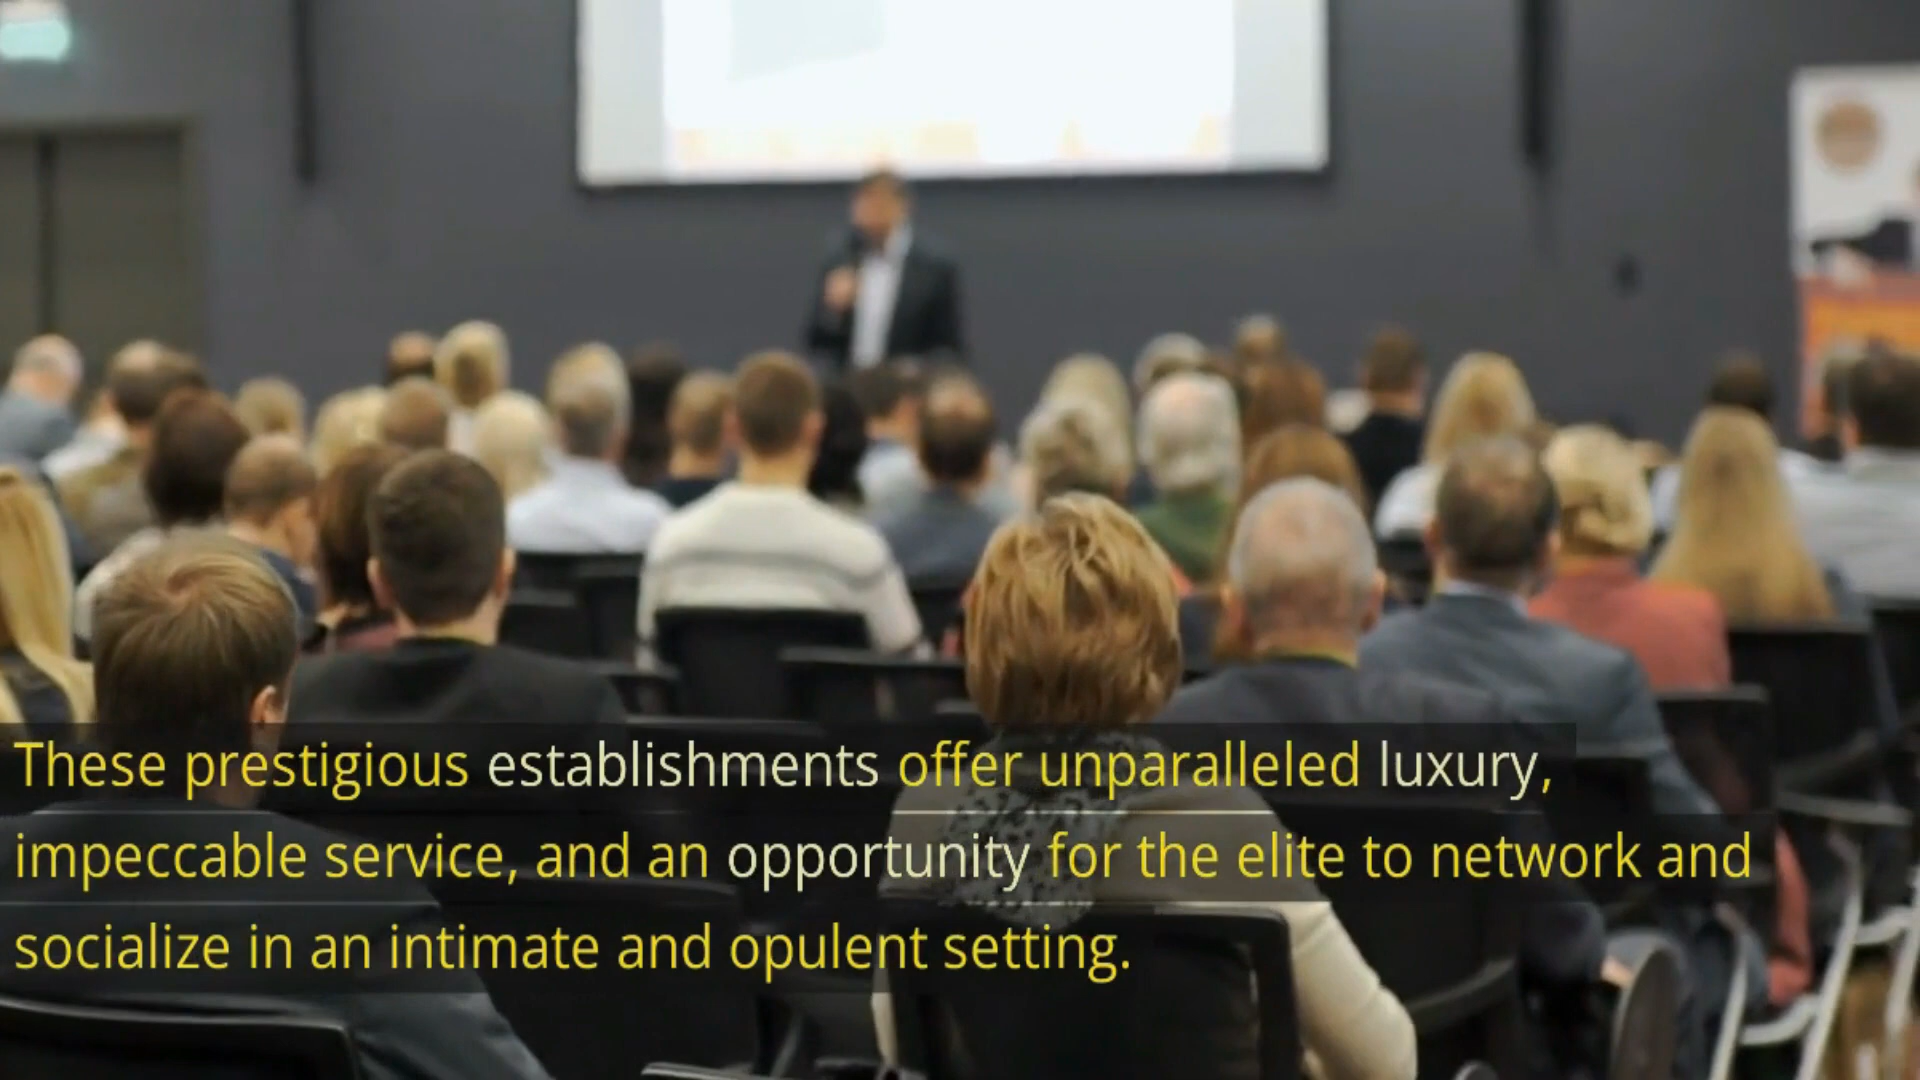 These prestigious establishments offer unparalleled luxury,
impeccable service, and an opportunity for the elite to network and
socialize in an intimate and opulent setting.